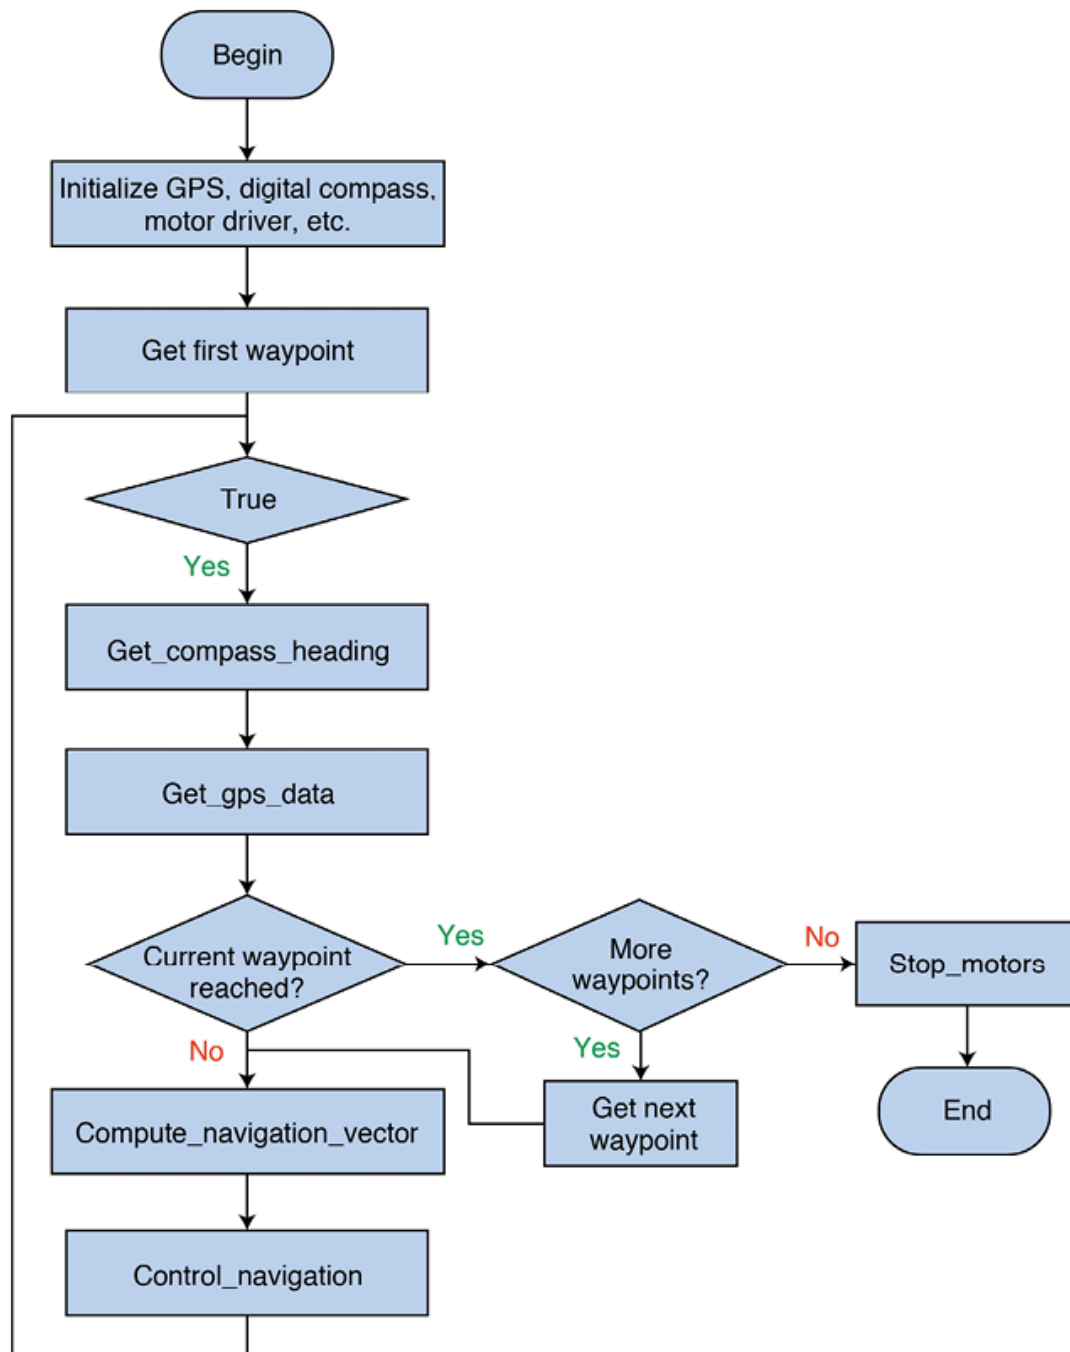 Begin
Initialize GPS, digital compass,
motor driver, etc.
Get first waypoint
True
Yes
Get_compass_heading
Get_gps_data
Current waypoint
reached?
Yes
More
waypoints?
No
Stop_motors
No
Yes
End
Get next
waypoint
Compute_navigation_vector
Control_navigation